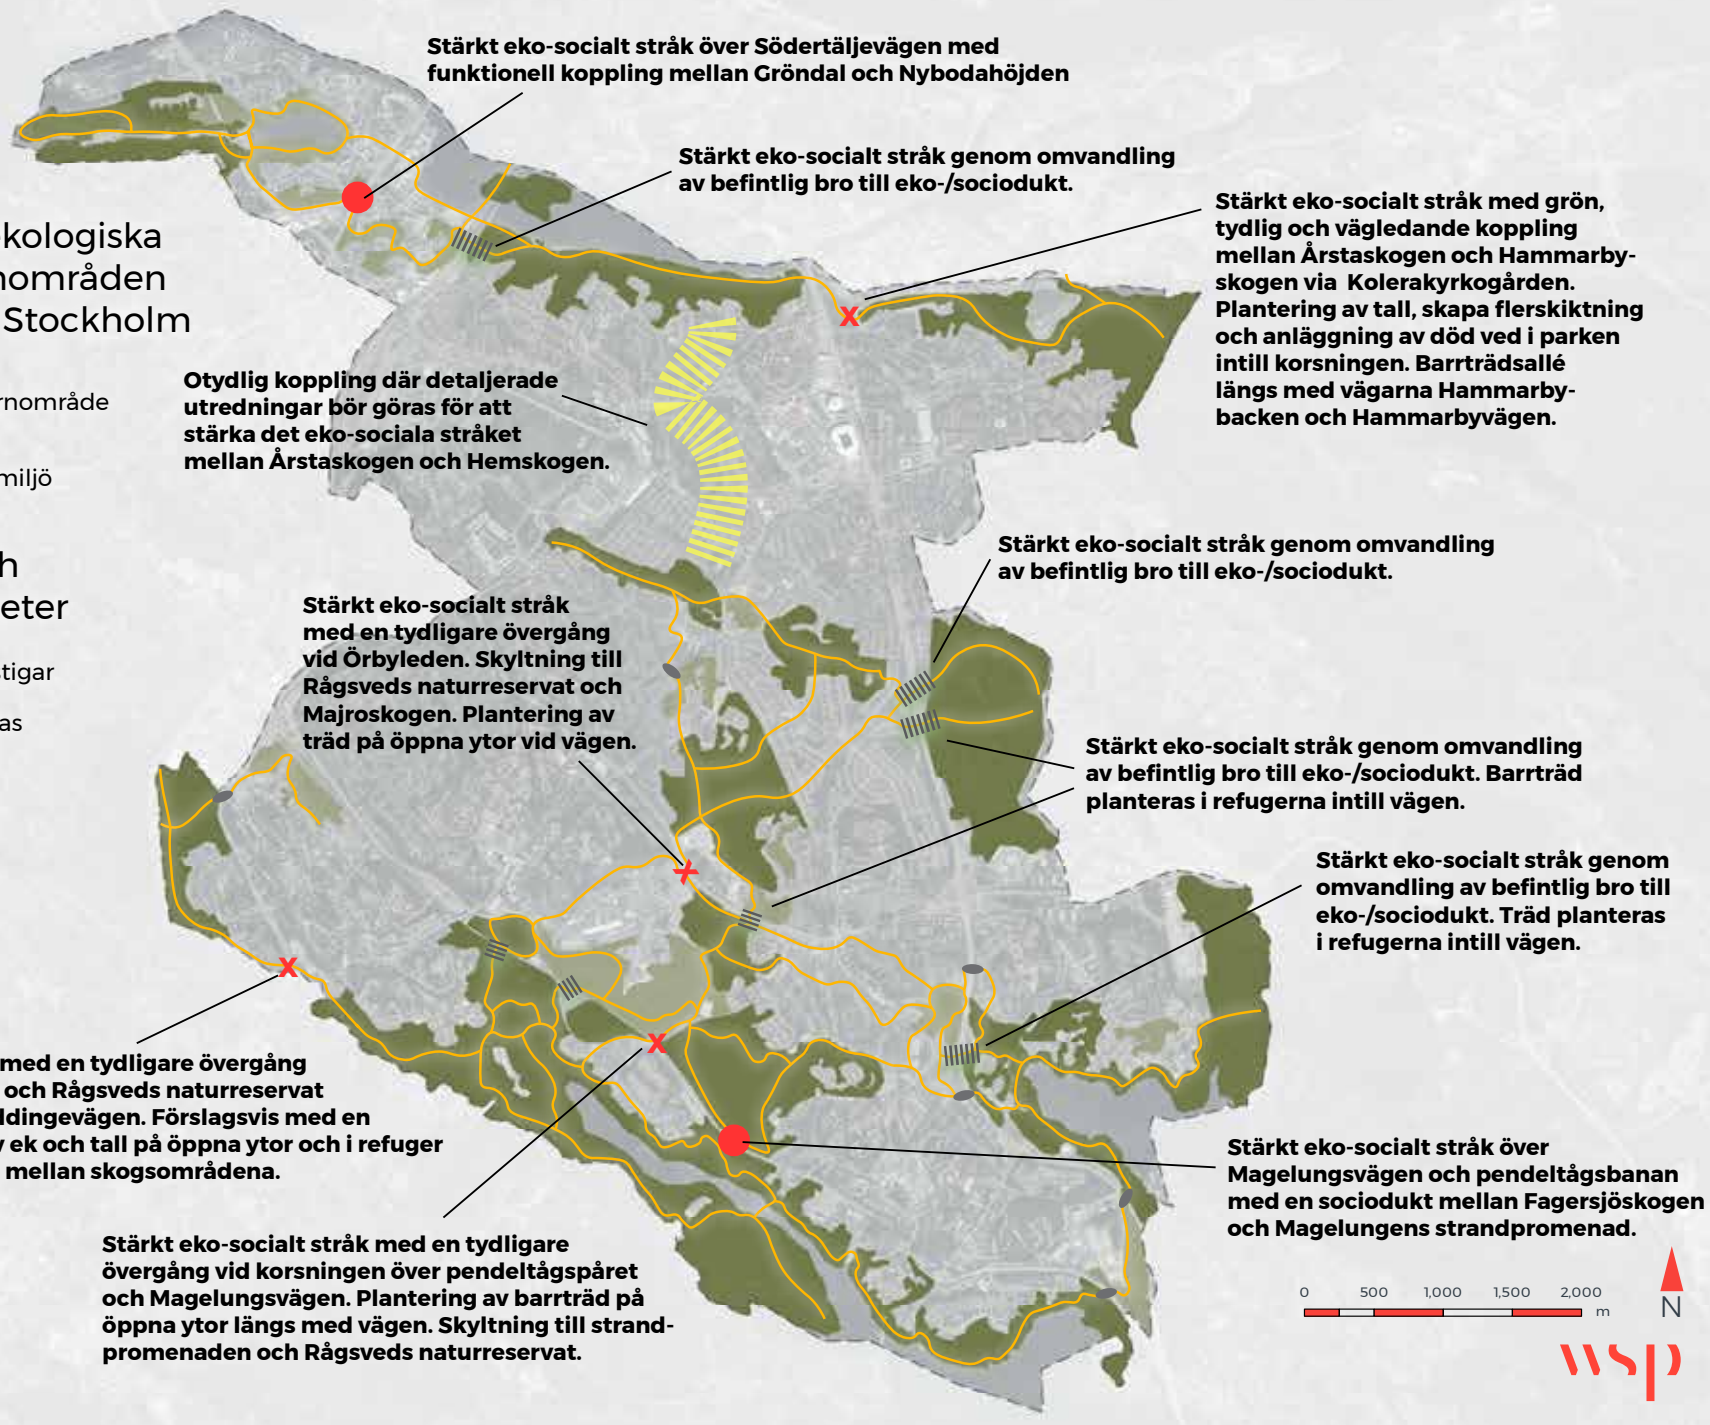 Stärkt eko-socialt stråk över Södertäljevägen med
funktionell koppling mellan Gröndal och Nybodahöjden
Stärkt eko-socialt stråk genom omvandling
av befintlig bro till eko-/sociodukt.
Stärkt eko-socialt stråk med grön,
tydlig och vägledande koppling
mellan Årstaskogen och Hammarby-
skogen via Kolerakyrkogården.
Plantering av tall, skapa flerskiktning
och anläggning av död ved i parken
intill korsningen. Barrträdsallé
längs med vägarna Hammarby-
backen och Hammarbyvägen.
ekologiska
nområden
Stockholm
rnområde
miljö
h
eter
tigar
as
Otydlig koppling där detaljerade
utredningar bör göras för att
stärka det eko-sociala stråket
mellan Årstaskogen och Hemskogen.
Stärkt eko-socialt stråk genom omvandling
av befintlig bro till eko-/sociodukt.
Stärkt eko-socialt stråk
med en tydligare övergång
vid Örbyleden. Skyltning till
Rågsveds naturreservat och
Majroskogen. Plantering av
träd på öppna ytor vid vägen.
Stärkt eko-socialt stråk genom omvandling
av befintlig bro till eko-/sociodukt. Barrträd
planteras i refugerna intill vägen.
Stärkt eko-socialt stråk genom
omvandling av befintlig bro till
eko-/sociodukt. Träd planteras
i refugerna intill vägen.
med en tydligare övergång
och Rågsveds naturreservat
ldingevägen. Förslagsvis med en
v ek och tall på öppna ytor och i refuger
mellan skogsområdena.
Stärkt eko-socialt stråk över
Magelungsvägen och pendeltågsbanan
med en sociodukt mellan Fagersjöskogen
och Magelungens strandpromenad.
Stärkt eko-socialt stråk med en tydligare
övergång vid korsningen över pendeltågspåret
och Magelungsvägen. Plantering av barrträd på
öppna ytor längs med vägen. Skyltning till strand-
promenaden och Rågsveds naturreservat.
0 500 1,000 1,500 2,000
m
N
wsp